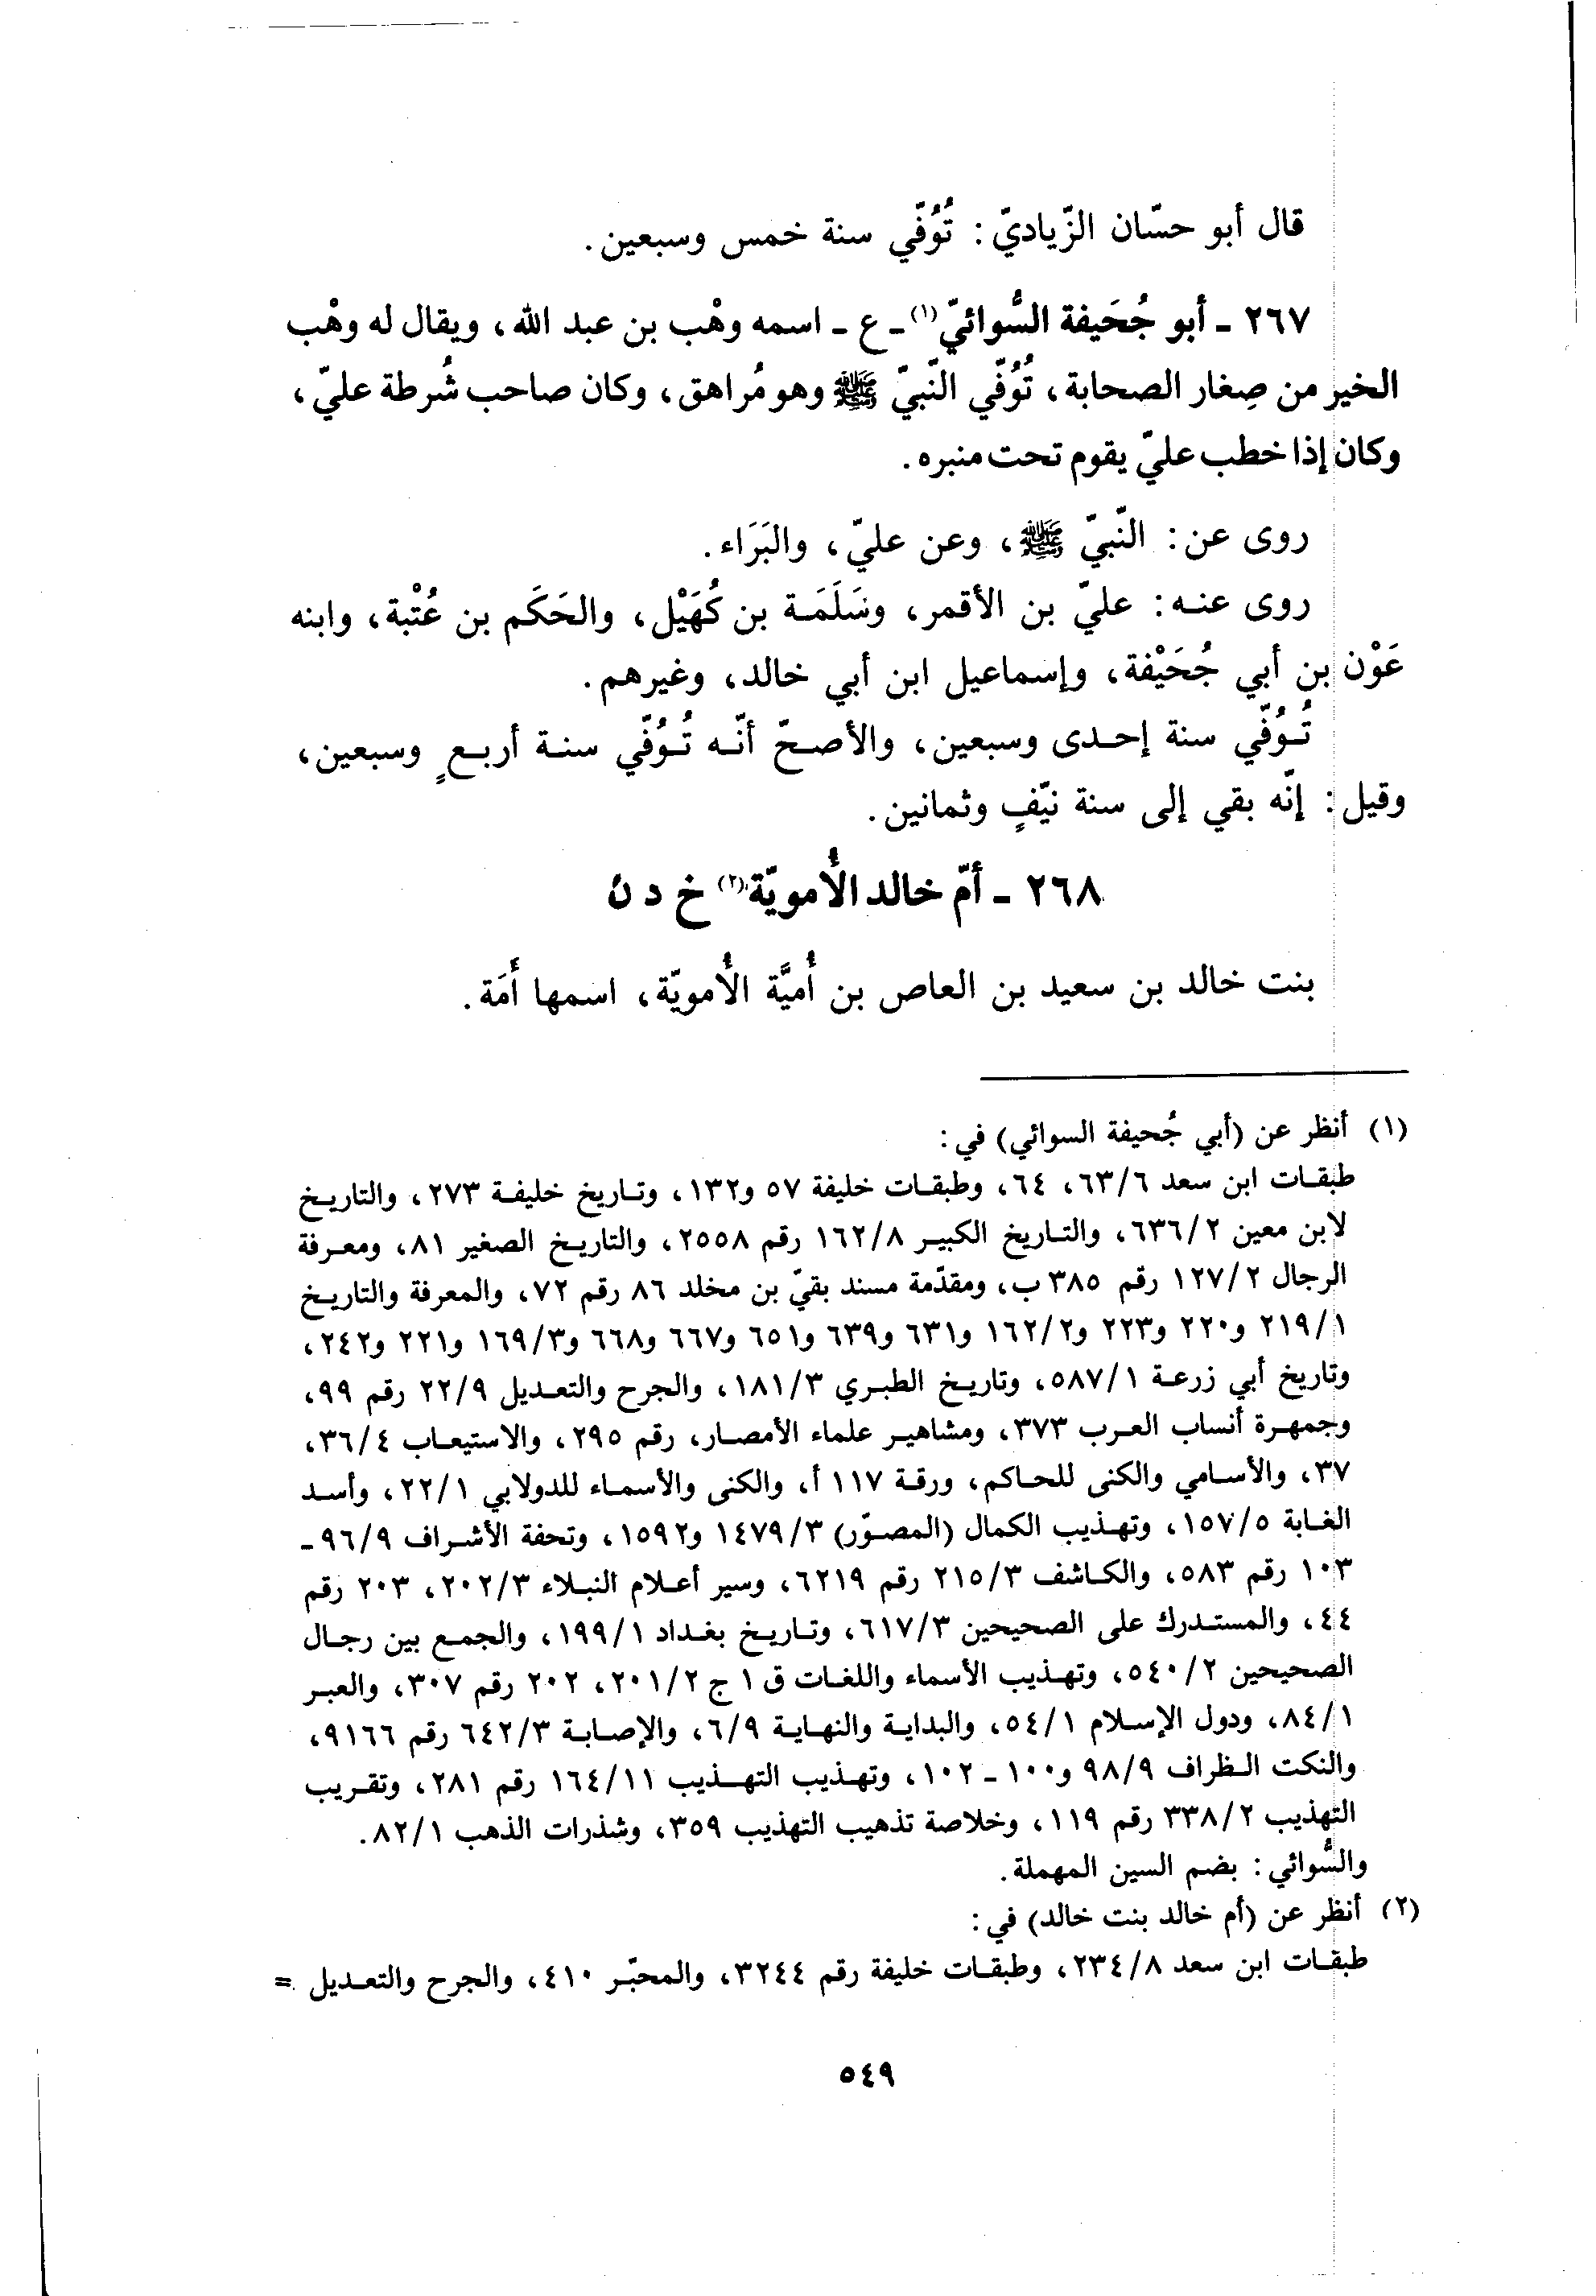 قال أبو حسّان الزّياديّ: تُوُفّي سنة خمس وسبعين.
٢٦٧ - أبو جُحَيفة السُّوائيّ(١) - ع - اسمه وهْب بن عبد الله، ويقال له وهْب
الخير من صِغار الصحابة، تُوُفّي النّبيّ ﷺ وهو مُراهق، وكان صاحب شُرطة عليّ،
وكان إذا خطب عليّ يقوم تحت منبره.
روى عن: النّبيّ ﷺ، وعن عليّ، والبَرَاء.
روى عنه: عليّ بن الأقمر، وسَلَمَة بن كُهَيْل، والحَكَم بن عُتْبة، وابنه
عَوْن بن أبي جُحَيْفة، وإسماعيل ابن أبي خالد، وغيرهم.
تُوُفّي سنة إحدى وسبعين، والأصحّ أنّه تُوُفّي سنة أربعٍ وسبعين،
وقيل: إنّه بقي إلى سنة نيّفٍ وثمانين.
٢٦٨ - أمّ خالد الأُمويّة(٢) خ د ن
بنت خالد بن سعيد بن العاص بن أُميَّة الأُمويّة، اسمها أَمَة.
(١) أنظر عن (أبي جُحيفة السوائي) في:
طبقات ابن سعد ٦/٦٣، ٦٤، وطبقات خليفة ٥٧ و١٣٢، وتاريخ خليفة ٢٧٣، والتاريخ
لابن معين ٢/٦٣٦، والتاريخ الكبير ٨/١٦٢ رقم ٢٥٥٨، والتاريخ الصغير ٨١، ومعرفة
الرجال ٢/١٢٧ رقم ٣٨٥ ب، ومقدّمة مسند بقيّ بن مخلد ٨٦ رقم ٧٢، والمعرفة والتاريخ
١/٢١٩ و٢٢٠ و٢٢٣ و٢/١٦٢ و٦٣١ و٦٣٩ و٦٥١ و٦٦٧ و٦٦٨ و٣/١٦٩ و٢٢١ و٢٤٢،
وتاريخ أبي زرعة ١/٥٨٧، وتاريخ الطبري ٣/١٨١، والجرح والتعديل ٩/٢٢ رقم ٩٩،
وجمهرة أنساب العرب ٣٧٣، ومشاهير علماء الأمصار، رقم ٢٩٥، والاستيعاب ٤/٣٦،
٣٧، والأسامي والكنى للحاكم، ورقة ١١٧ أ، والكنى والأسماء للدولابي ١/٢٢، وأسد
الغابة ٥/١٥٧، وتهذيب الكمال (المصوّر) ٣/١٤٧٩ و١٥٩٢، وتحفة الأشراف ٩/٩٦ -
١٠٣ رقم ٥٨٣، والكاشف ٣/٢١٥ رقم ٦٢١٩، وسير أعلام النبلاء ٣/٢٠٢، ٢٠٣ رقم
٤٤، والمستدرك على الصحيحين ٣/٦١٧، وتاريخ بغداد ١/١٩٩، والجمع بين رجال
الصحيحين ٢/٥٤٠، وتهذيب الأسماء واللغات ق ١ ج ٢/٢٠١، ٢٠٢ رقم ٣٠٧، والعبر
١/٨٤، ودول الإسلام ١/٥٤، والبداية والنهاية ٩/٦، والإصابة ٣/٦٤٢ رقم ٩١٦٦،
والنكت الظراف ٩/٩٨ و١٠٠ - ١٠٢، وتهذيب التهذيب ١١/١٦٤ رقم ٢٨١، وتقريب
التهذيب ٢/٣٣٨ رقم ١١٩، وخلاصة تذهيب التهذيب ٣٥٩، وشذرات الذهب ١/٨٢.
والسُّوائي: بضم السين المهملة.
(٢) أنظر عن (أم خالد بنت خالد) في:
طبقات ابن سعد ٨/٢٣٤، وطبقات خليفة رقم ٣٢٤٤، والمحبّر ٤١٠، والجرح والتعديل =
٥٤٩